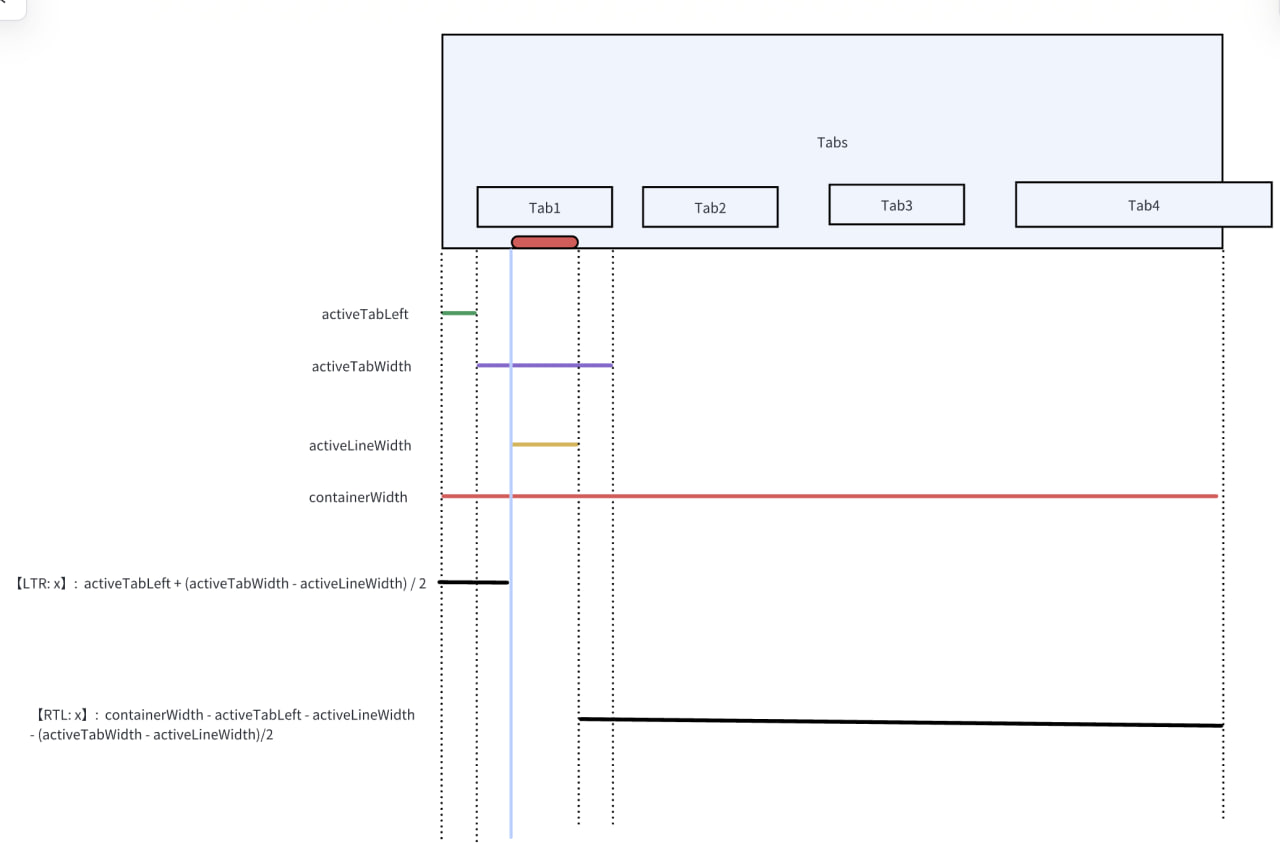 Tabs
Tab1
Tab2
Tab3
Tab4
activeTabLeft
activeTabWidth
activeLineWidth
containerWidth
【LTR: x】: activeTabLeft + (activeTabWidth - activeLineWidth) / 2
【RTL: x】: containerWidth - activeTabLeft - activeLineWidth
- (activeTabWidth - activeLineWidth)/2